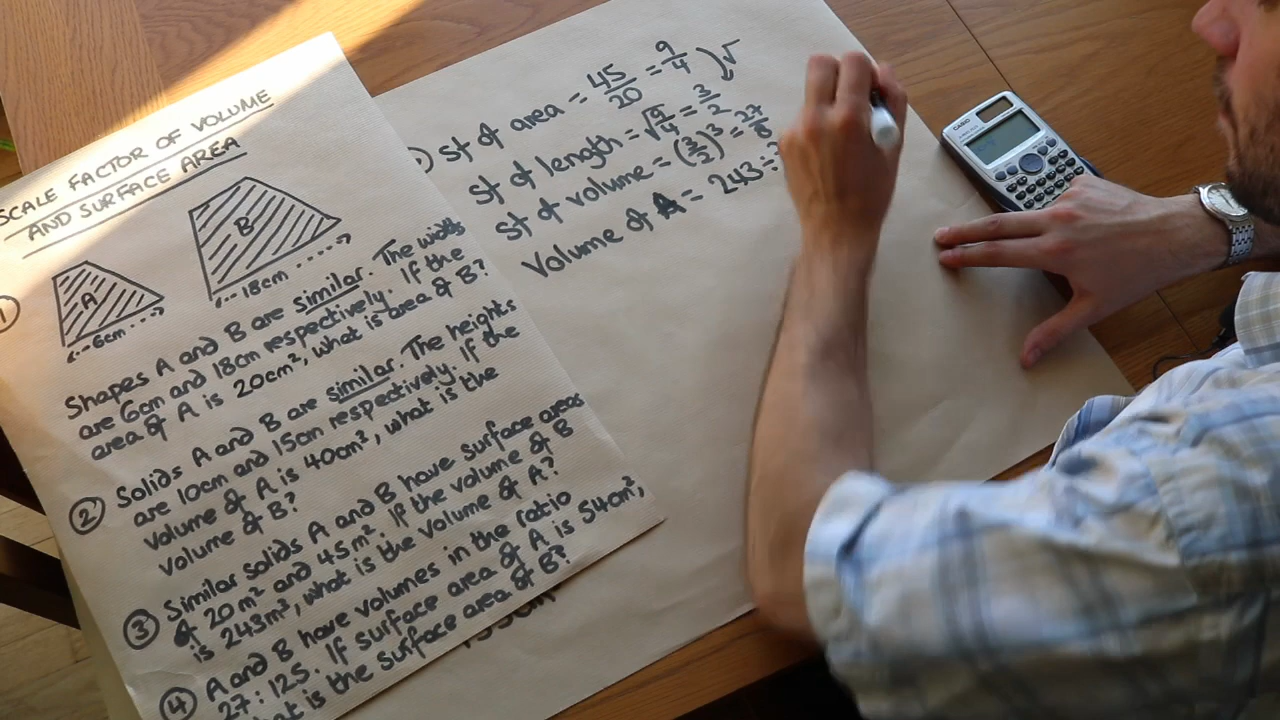 SCALE FACTOR OF VOLUME
AND SURFACE AREA
A
6cm
B
18cm
1
Shapes A and B are similar. The widths
are 6cm and 18cm respectively. If the
area of A is 20cm², what is area of B?
2 Solids A and B are similar. The heights
are 10cm and 15cm respectively. If the
volume of A is 40cm³, what is the
volume of B?
3 Similar solids A and B have surface areas
of 20m² and 45m². If the volume of B
is 243m³, what is the volume of A?
4 A and B have volumes in the ratio
27:125. If surface area of A is 54cm²,
is the surface area of B?
sf of area = 45/20 = 9/4 )√
sf of length = √9/4 = 3/2
sf of volume = (3/2)³ = 27/8
Volume of A = 243÷
CASIO